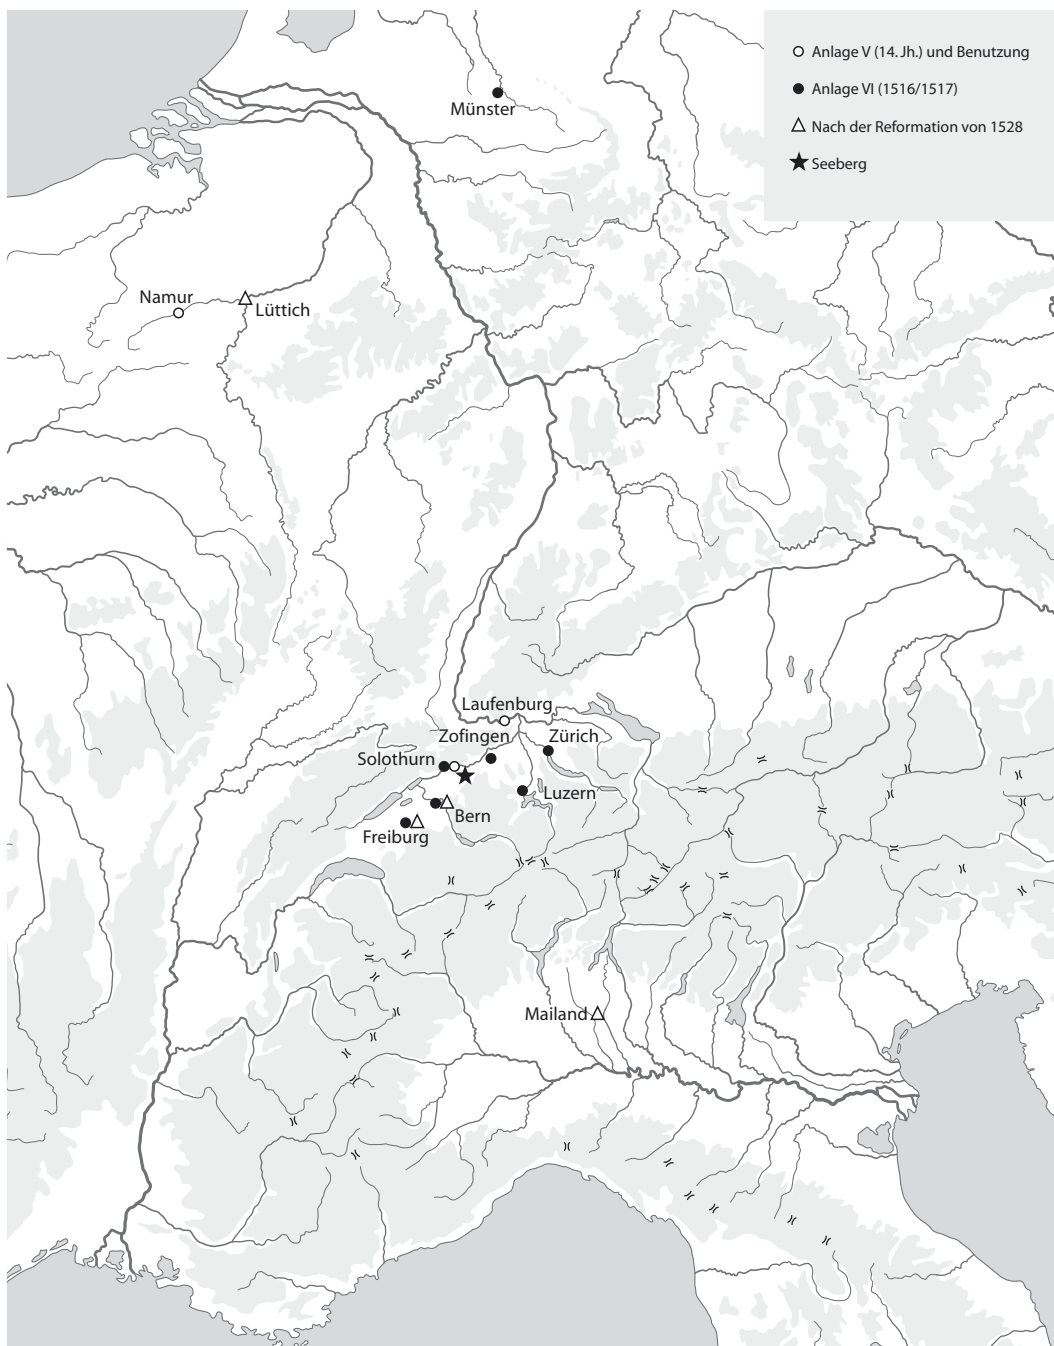 Anlage V (14. Jh.) und Benutzung
Anlage VI (1516/1517)
Nach der Reformation von 1528
Seeberg
Münster
Namur
Lüttich
Laufenburg
Zofingen
Zürich
Solothurn
Luzern
Bern
Freiburg
Mailand